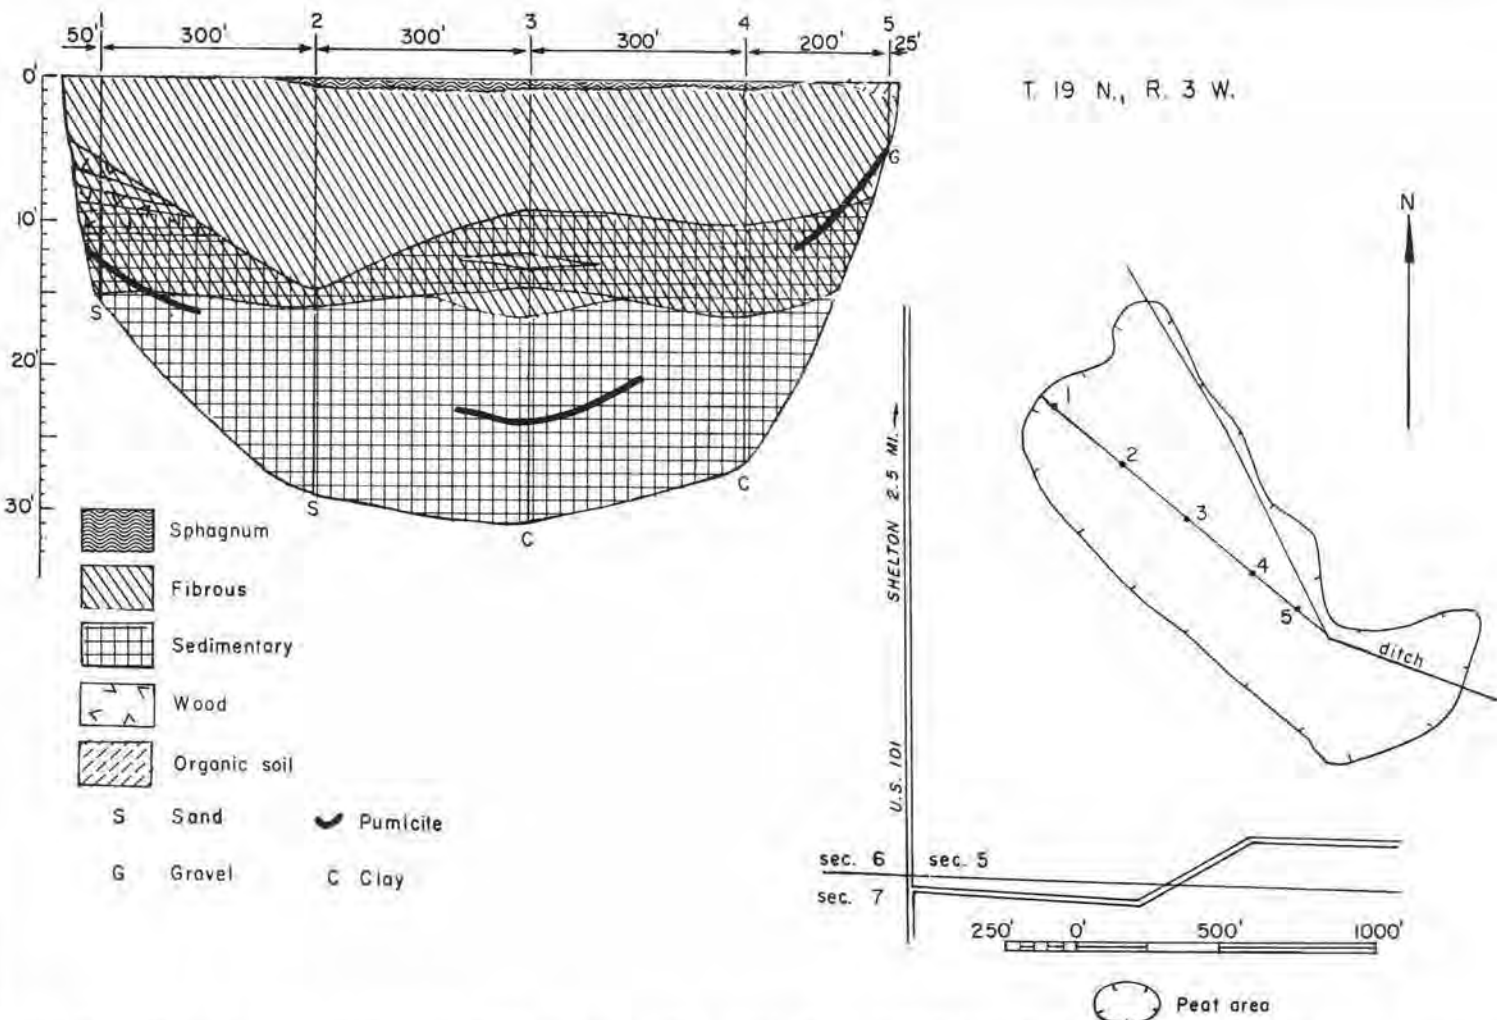 1 2 3 4 5
50' 300' 300' 300' 200' 25'
0'
10'
20'
30'
G
S
S
C
C
Sphagnum
Fibrous
Sedimentary
Wood
Organic soil
S Sand
Pumicite
G Gravel
C Clay
T. 19 N., R. 3 W.
N
1
2
3
4
5
ditch
SHELTON 2.5 MI.
U.S. 101
sec. 6 sec. 5
sec. 7
250' 0' 500' 1000'
Peat area